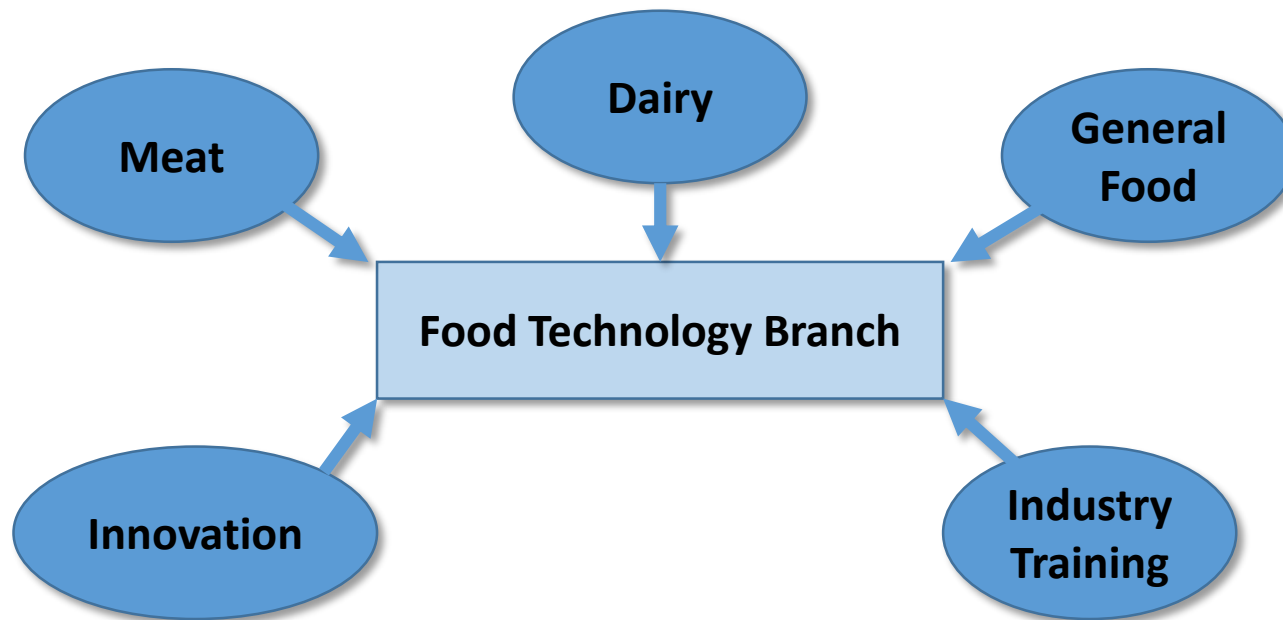 Dairy
Meat
General
Food
Food Technology Branch
Innovation
Industry
Training